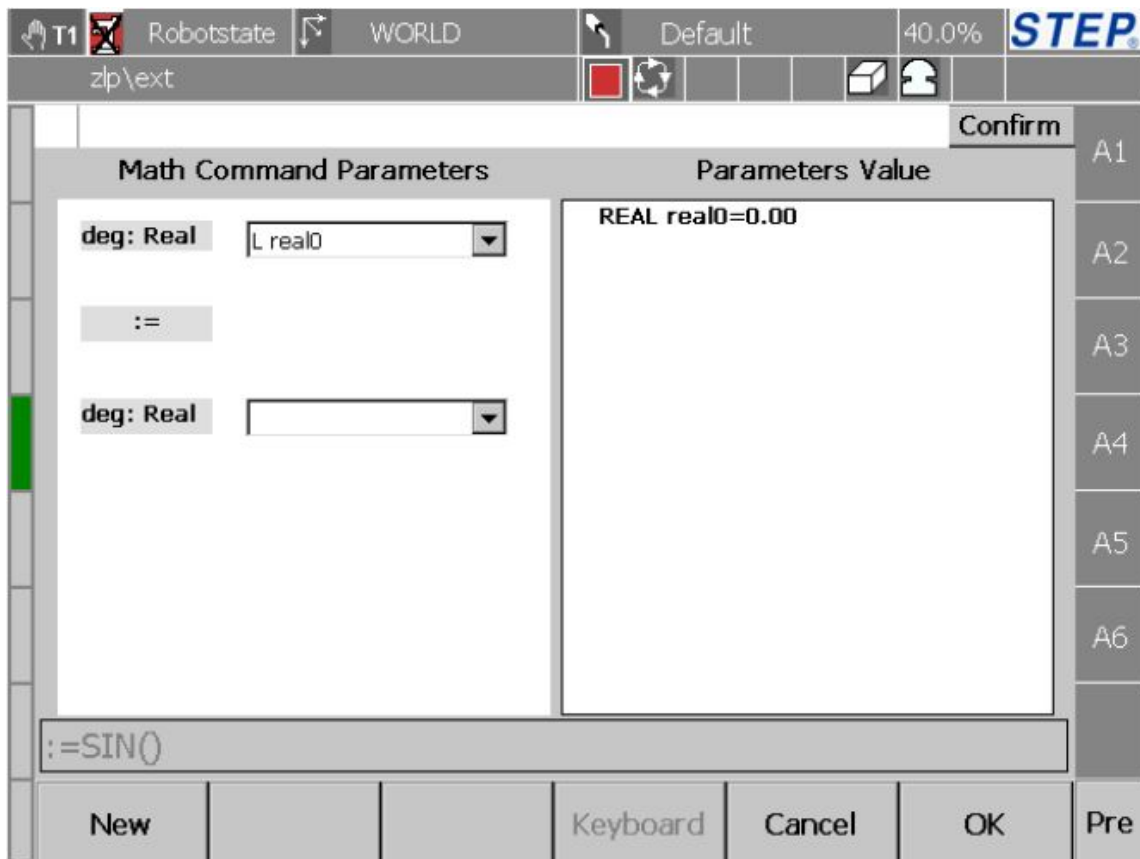 T1 Robotstate WORLD Default 40.0% STEP®
zlp\ext
Confirm
A1
Math Command Parameters Parameters Value
deg: Real L real0 REAL real0=0.00
A2
:=
A3
deg: Real
A4
A5
A6
:=SIN()
New Keyboard Cancel OK Pre